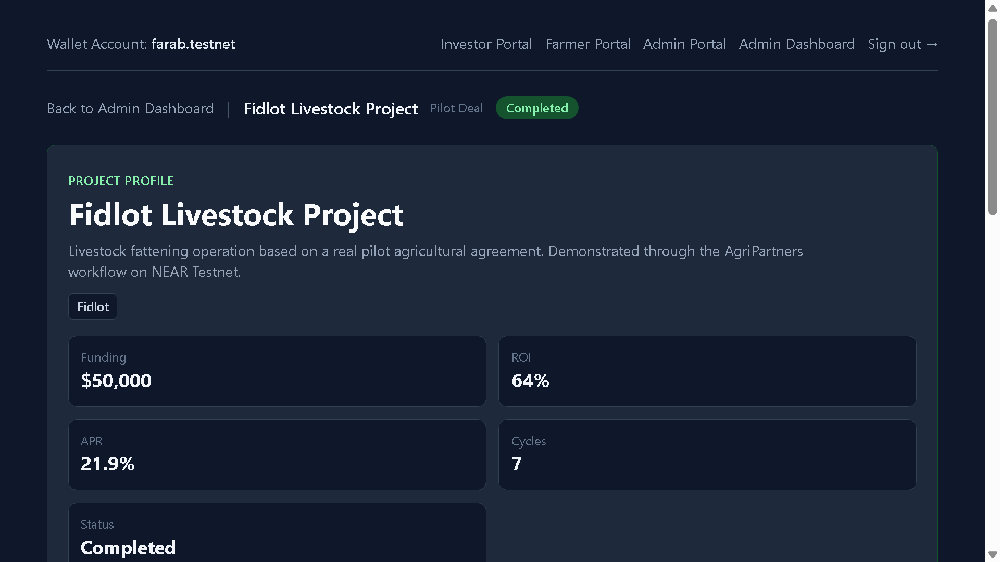 Wallet Account: farab.testnet
Investor Portal
Farmer Portal
Admin Portal
Admin Dashboard
Sign out →
Back to Admin Dashboard | Fidlot Livestock Project Pilot Deal Completed
PROJECT PROFILE
Fidlot Livestock Project
Livestock fattening operation based on a real pilot agricultural agreement. Demonstrated through the AgriPartners
workflow on NEAR Testnet.
Fidlot
Funding
$50,000
ROI
64%
APR
21.9%
Cycles
7
Status
Completed